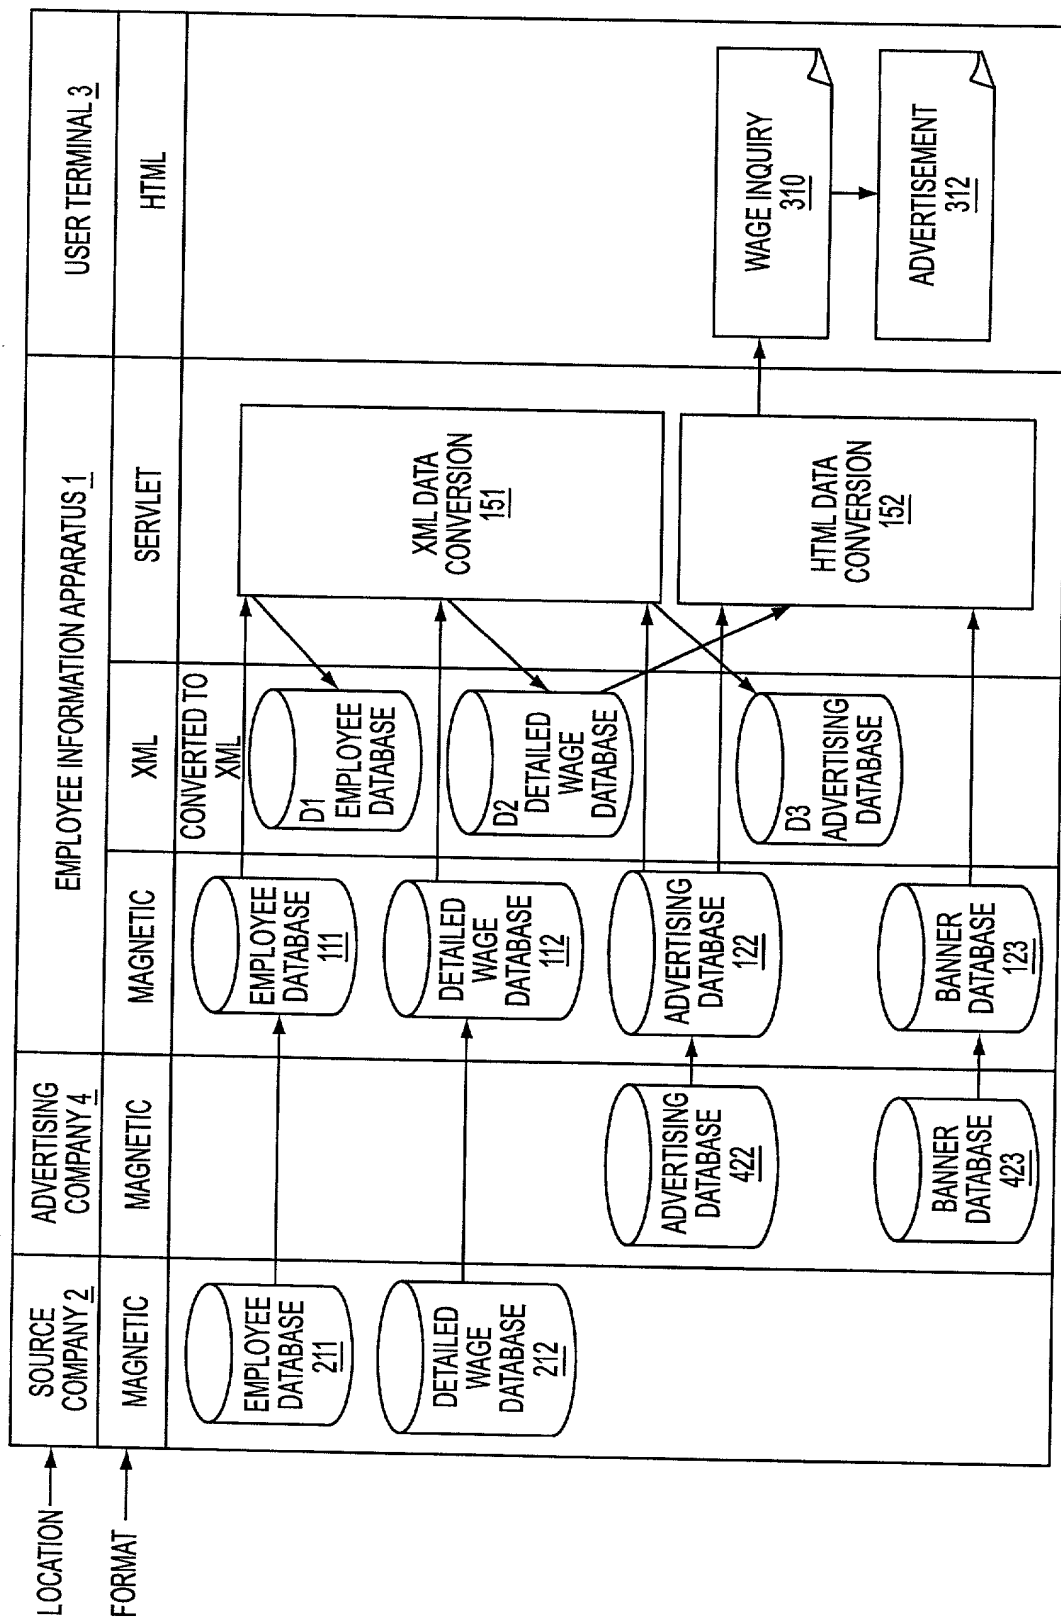 LOCATION
SOURCE
COMPANY 2
ADVERTISING
COMPANY 4
EMPLOYEE INFORMATION APPARATUS 1
USER TERMINAL 3
FORMAT
MAGNETIC
MAGNETIC
MAGNETIC
XML
SERVLET
HTML
CONVERTED TO
XML
EMPLOYEE
DATABASE
211
EMPLOYEE
DATABASE
111
D1
EMPLOYEE
DATABASE
DETAILED
WAGE
DATABASE
212
DETAILED
WAGE
DATABASE
112
D2
DETAILED
WAGE
DATABASE
XML DATA
CONVERSION
151
ADVERTISING
DATABASE
422
ADVERTISING
DATABASE
122
D3
ADVERTISING
DATABASE
BANNER
DATABASE
423
BANNER
DATABASE
123
HTML DATA
CONVERSION
152
WAGE INQUIRY
310
ADVERTISEMENT
312